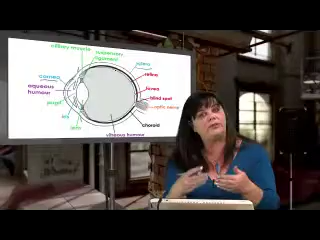 ciliary muscle
suspensory
ligament
sclera
cornea
retina
aqueous
humour
fovea
blind spot
pupil
optic nerve
iris
choroid
lens
vitreous humour